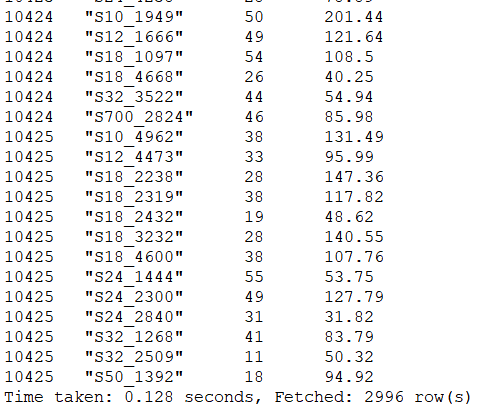 10424 "S10_1949" 50 201.44
10424 "S12_1666" 49 121.64
10424 "S18_1097" 54 108.5
10424 "S18_4668" 26 40.25
10424 "S32_3522" 44 54.94
10424 "S700_2824" 46 85.98
10425 "S10_4962" 38 131.49
10425 "S12_4473" 33 95.99
10425 "S18_2238" 28 147.36
10425 "S18_2319" 38 117.82
10425 "S18_2432" 19 48.62
10425 "S18_3232" 28 140.55
10425 "S18_4600" 38 107.76
10425 "S24_1444" 55 53.75
10425 "S24_2300" 49 127.79
10425 "S24_2840" 31 31.82
10425 "S32_1268" 41 83.79
10425 "S32_2509" 11 50.32
10425 "S50_1392" 18 94.92
Time taken: 0.128 seconds, Fetched: 2996 row(s)